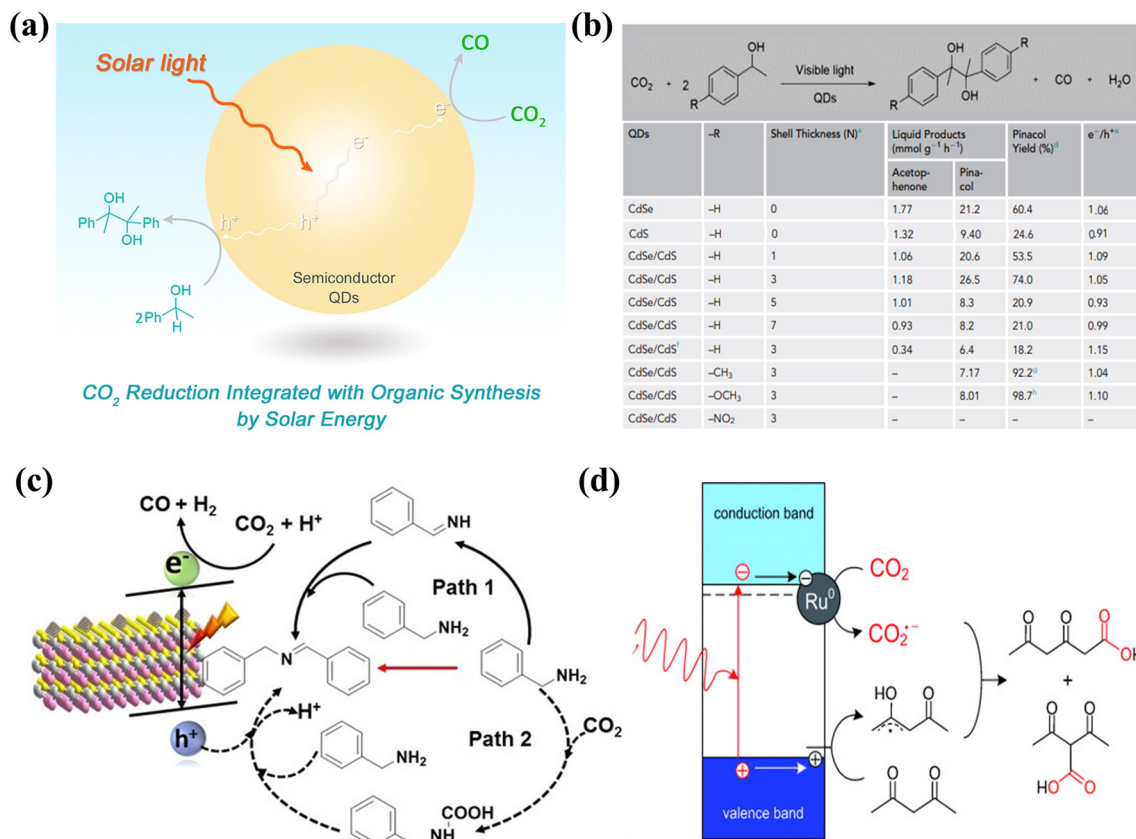 (a)
Solar light
CO
e⁻
CO₂
e⁻
h⁺
h⁺
OH
Ph
Ph
OH
OH
2Ph
H
Semiconductor
QDs
CO₂ Reduction Integrated with Organic Synthesis
by Solar Energy
(b)
OH
CO₂ + 2
R
Visible light
QDs
R
OH
OH
R
+ CO + H₂O
QDs –R Shell Thickness (N)ᵃ Liquid Products (mmol g⁻¹ h⁻¹) Pinacol Yield (%)ᵈ e⁻/h⁺ᵉ
Acetop-
henone
Pina-
col
CdSe –H 0 1.77 21.2 60.4 1.06
CdS –H 0 1.32 9.40 24.6 0.91
CdSe/CdS –H 1 1.06 20.6 53.5 1.09
CdSe/CdS –H 3 1.18 26.5 74.0 1.05
CdSe/CdS –H 5 1.01 8.3 20.9 0.93
CdSe/CdS –H 7 0.93 8.2 21.0 0.99
CdSe/CdSᶠ –H 3 0.34 6.4 18.2 1.15
CdSe/CdS –CH₃ 3 – 7.17 92.2ᵍ 1.04
CdSe/CdS –OCH₃ 3 – 8.01 98.7ʰ 1.10
CdSe/CdS –NO₂ 3 – – – –
(c)
CO + H₂
CO₂ + H⁺
e⁻
NH
Path 1
NH₂
N
NH₂
h⁺
H⁺
Path 2
CO₂
NH₂
COOH
N
H
(d)
conduction band
Ru⁰
CO₂
CO₂•−
HO
O
O
O
valence band
O
O
O
OH
+
O
O
HO
O